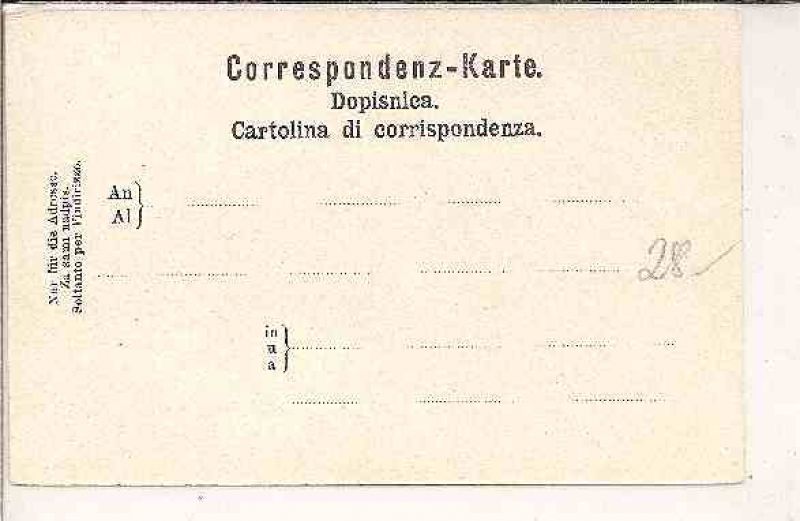 Correspondenz-Karte.
Dopisnica.
Cartolina di corrispondenza.
Nur für die Adresse.
Za sami nadpis.
Soltanto per l'indirizzo.
An
Al
28
in
u
a